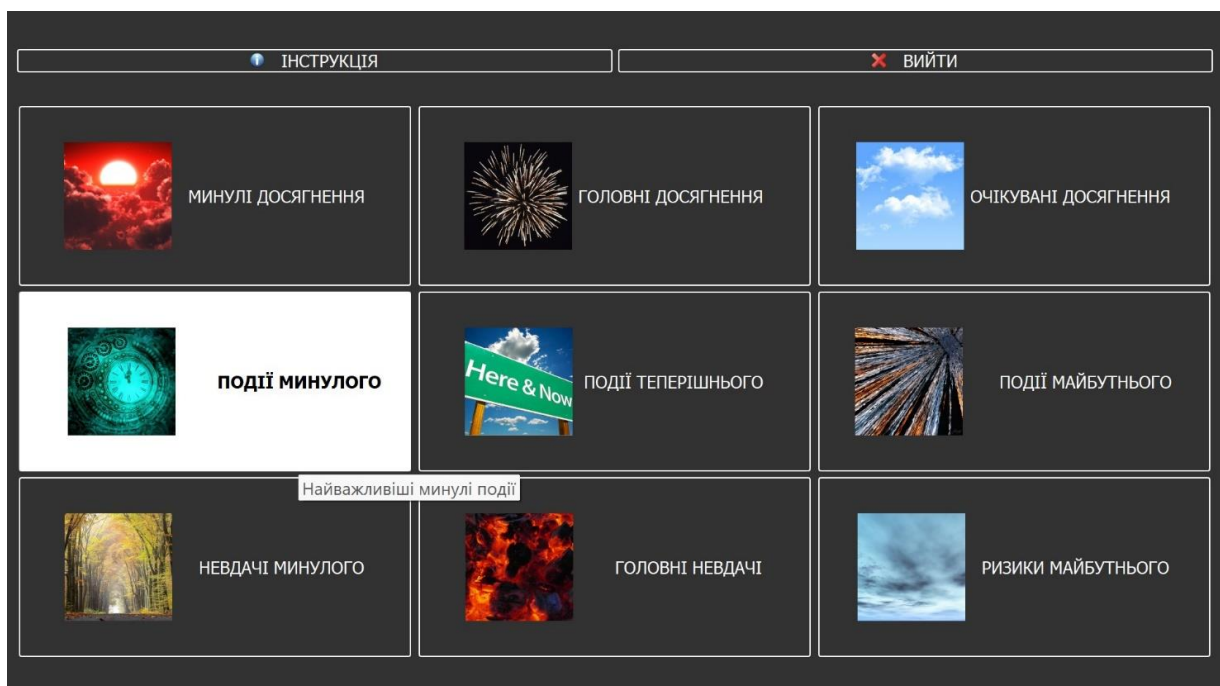 ІНСТРУКЦІЯ
ВИЙТИ
МИНУЛІ ДОСЯГНЕННЯ
ГОЛОВНІ ДОСЯГНЕННЯ
ОЧІКУВАНІ ДОСЯГНЕННЯ
ПОДІЇ МИНУЛОГО
Here & Now
ПОДІЇ ТЕПЕРІШНЬОГО
ПОДІЇ МАЙБУТНЬОГО
Найважливіші минулі події
НЕВДАЧІ МИНУЛОГО
ГОЛОВНІ НЕВДАЧІ
РИЗИКИ МАЙБУТНЬОГО